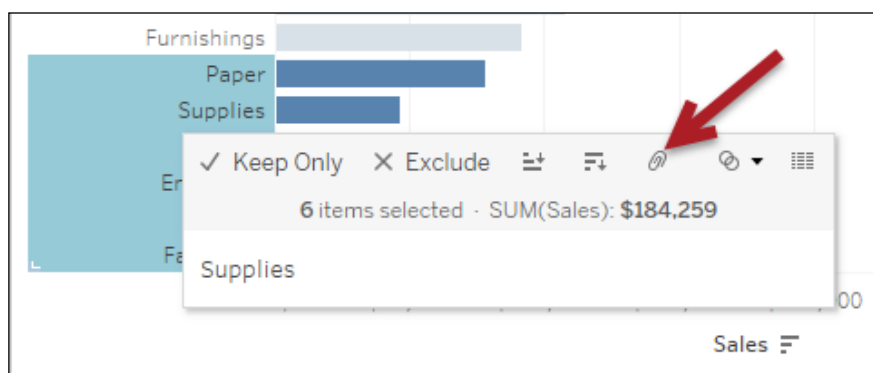 Furnishings
Paper
Supplies
Keep Only Exclude
6 items selected · SUM(Sales): $184,259
Supplies
Sales